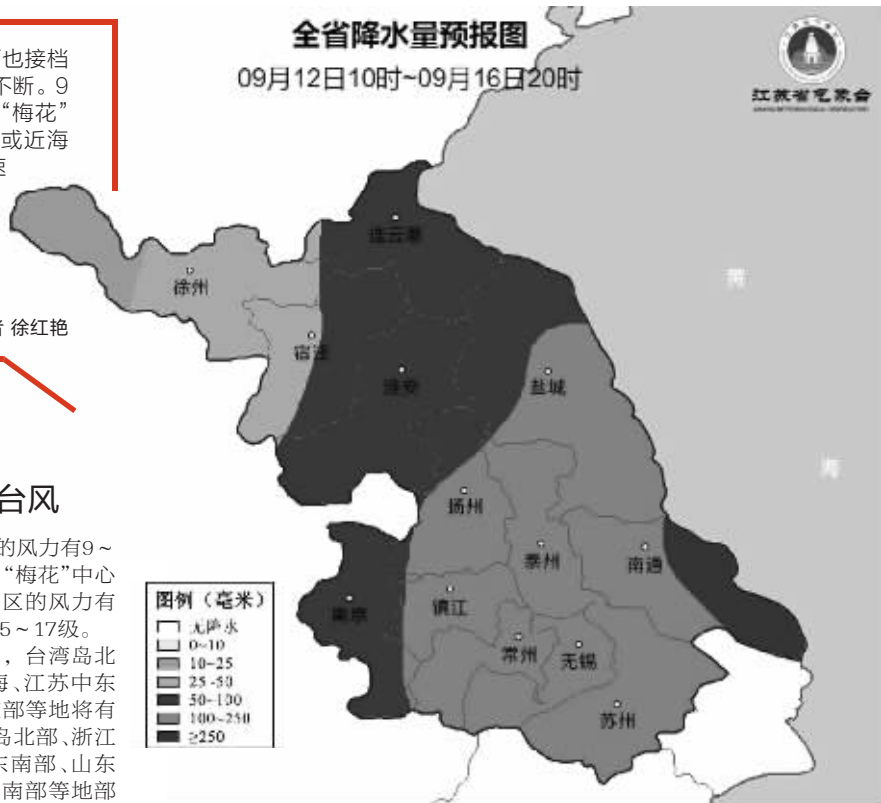 也接档
不断。9
“梅花”
或近海
徐红艳
台风
的风力有9~
“梅花”中心
区的风力有
5~17级。
，台湾岛北
海、江苏中东
部等地将有
岛北部、浙江
东南部、山东
南部等地部
全省降水量预报图
09月12日10时~09月16日20时
江苏省气象台
连云港
徐州
宿迁
淮安
盐城
扬州
泰州
南通
南京
镇江
常州
无锡
苏州
黄
海
图例（毫米）
无降水
0~10
10~25
25~50
50~100
100~250
≥250